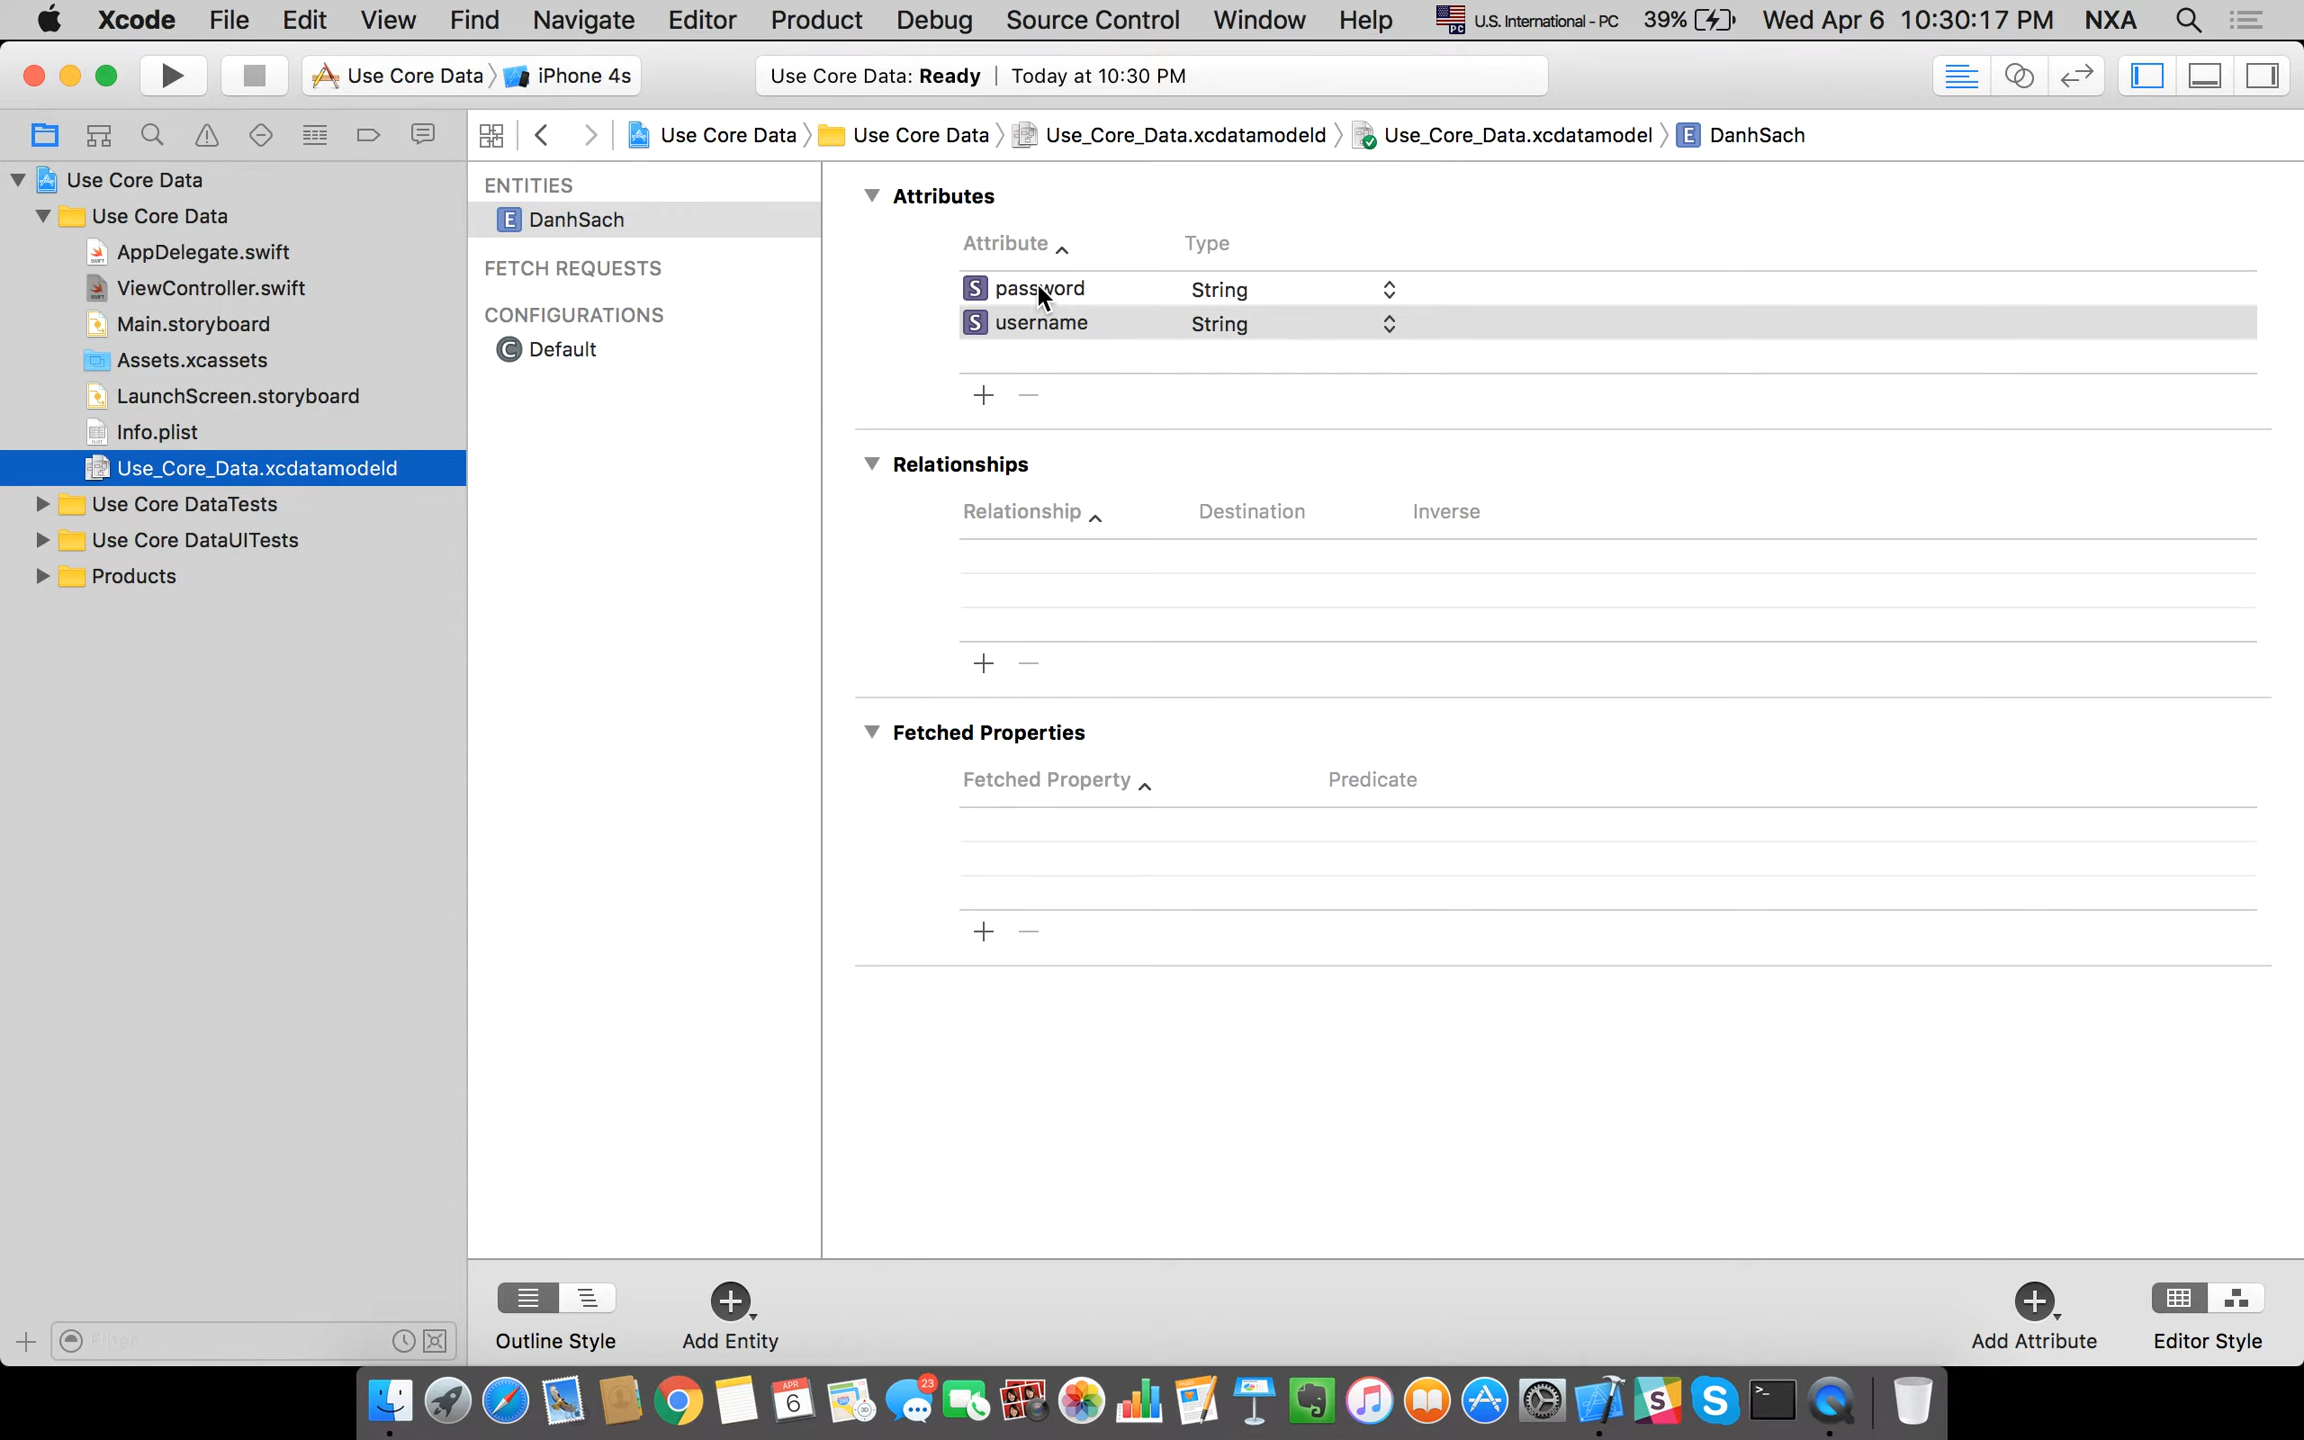 Xcode File Edit View Find Navigate Editor Product Debug Source Control Window Help U.S. International - PC 39% Wed Apr 6 10:30:17 PM NXA
Use Core Data iPhone 4s Use Core Data: Ready Today at 10:30 PM
Use Core Data Use Core Data Use_Core_Data.xcdatamodeld Use_Core_Data.xcdatamodel E DanhSach
Use Core Data
Use Core Data
AppDelegate.swift
ViewController.swift
Main.storyboard
Assets.xcassets
LaunchScreen.storyboard
Info.plist
Use_Core_Data.xcdatamodeld
Use Core DataTests
Use Core DataUITests
Products
Filter
ENTITIES
E DanhSach
FETCH REQUESTS
CONFIGURATIONS
C Default
Attributes
Attribute Type
S password String
S username String
Relationships
Relationship Destination Inverse
Fetched Properties
Fetched Property Predicate
Outline Style Add Entity Add Attribute Editor Style
APR
6
23